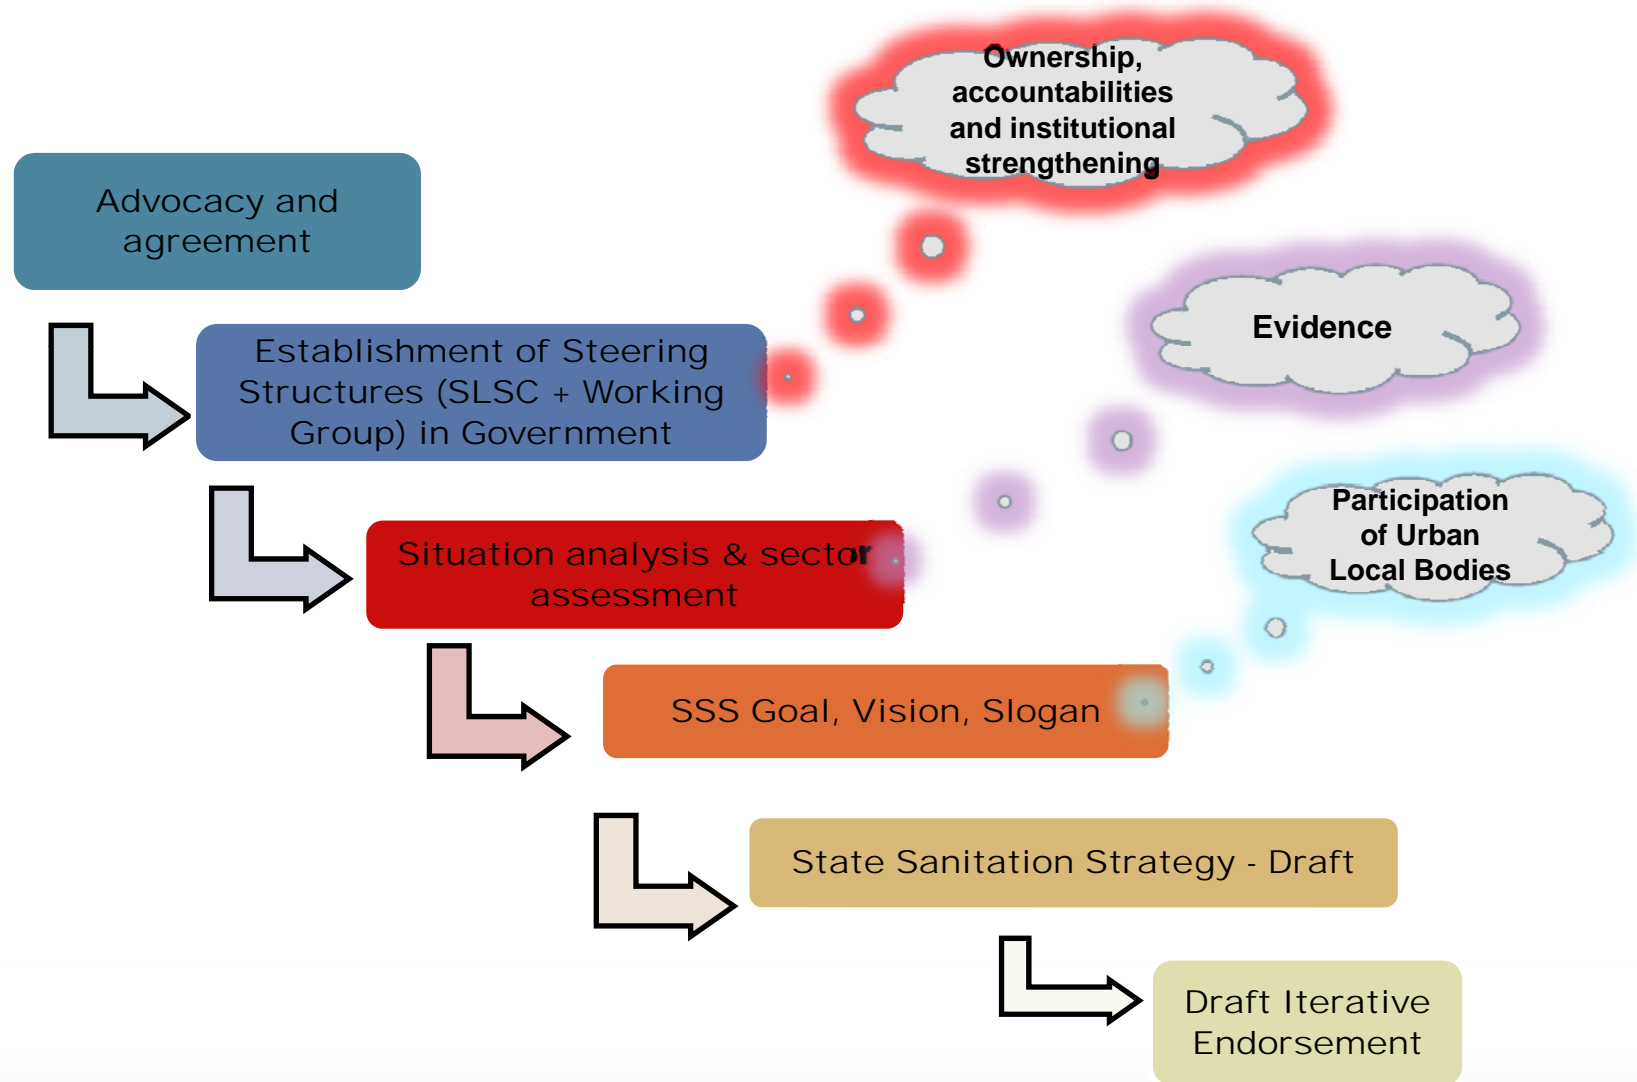 Ownership,
accountabilities
and institutional
strengthening
Advocacy and
agreement
Evidence
Establishment of Steering
Structures (SLSC + Working
Group) in Government
Participation
of Urban
Local Bodies
Situation analysis & sector
assessment
SSS Goal, Vision, Slogan
State Sanitation Strategy - Draft
Draft Iterative
Endorsement